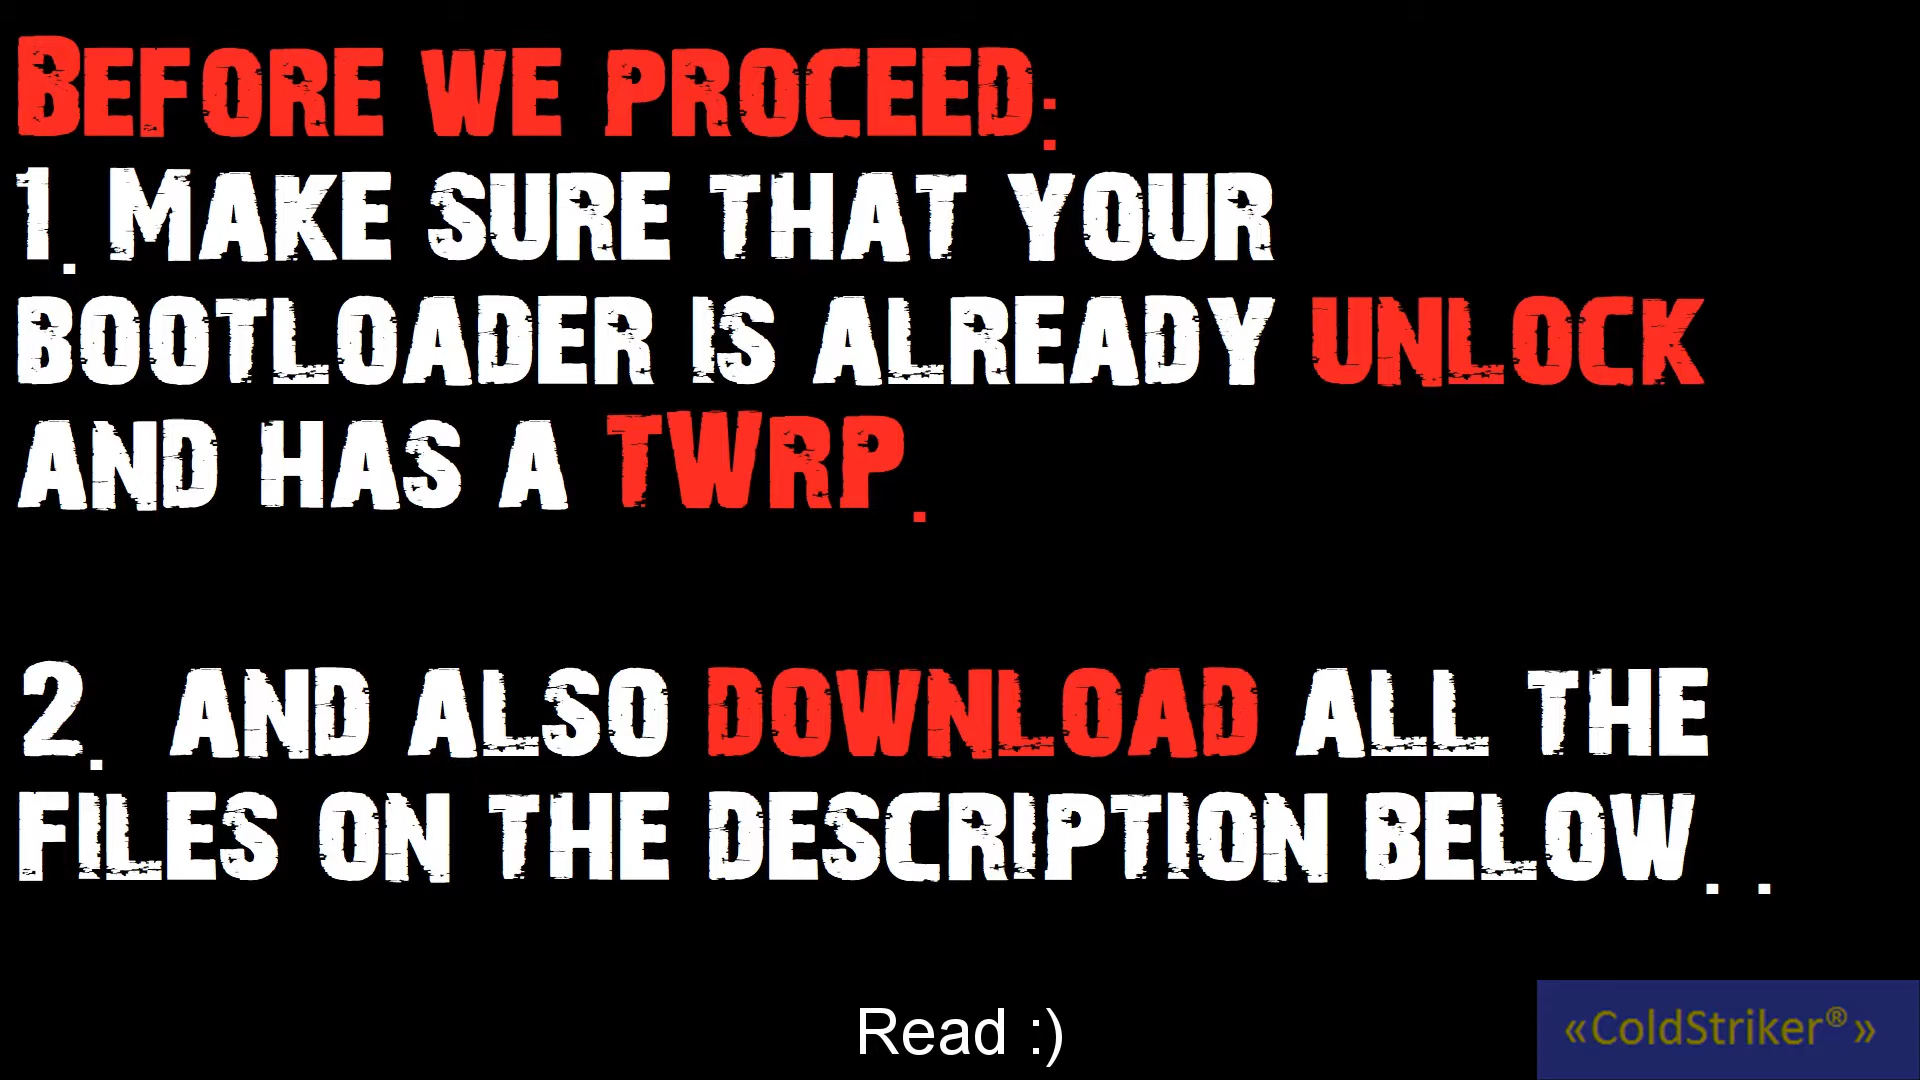 Before we proceed:
1. Make sure that your
bootloader is already unlock
and has a TWRP.
2. and also download all the
files on the description below. .
Read :)
«ColdStriker®»